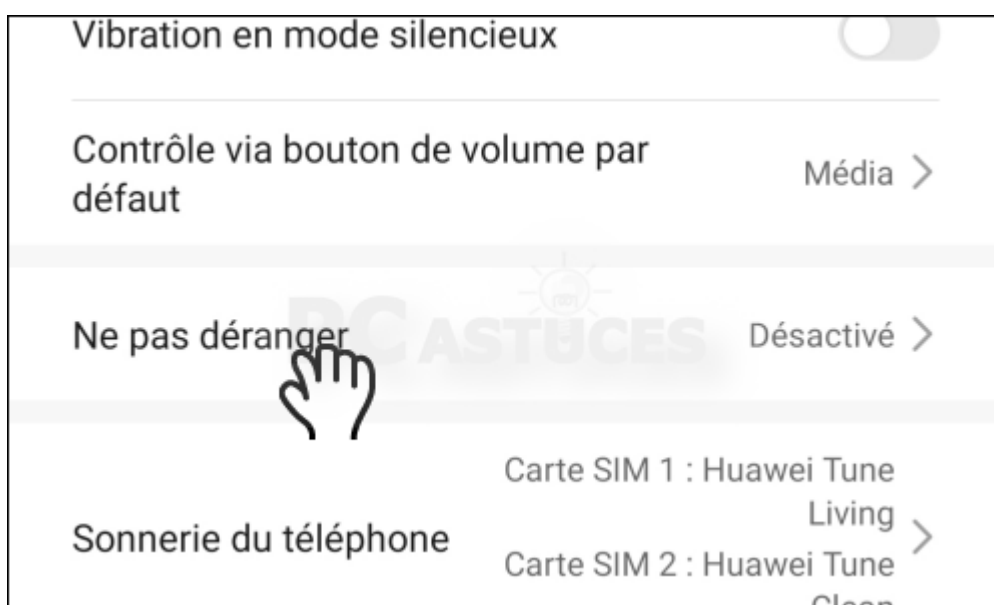 Vibration en mode silencieux
Contrôle via bouton de volume par
défaut
Média
Ne pas déranger
PC ASTUCES
Désactivé
Carte SIM 1 : Huawei Tune
Living
Sonnerie du téléphone
Carte SIM 2 : Huawei Tune
Clean